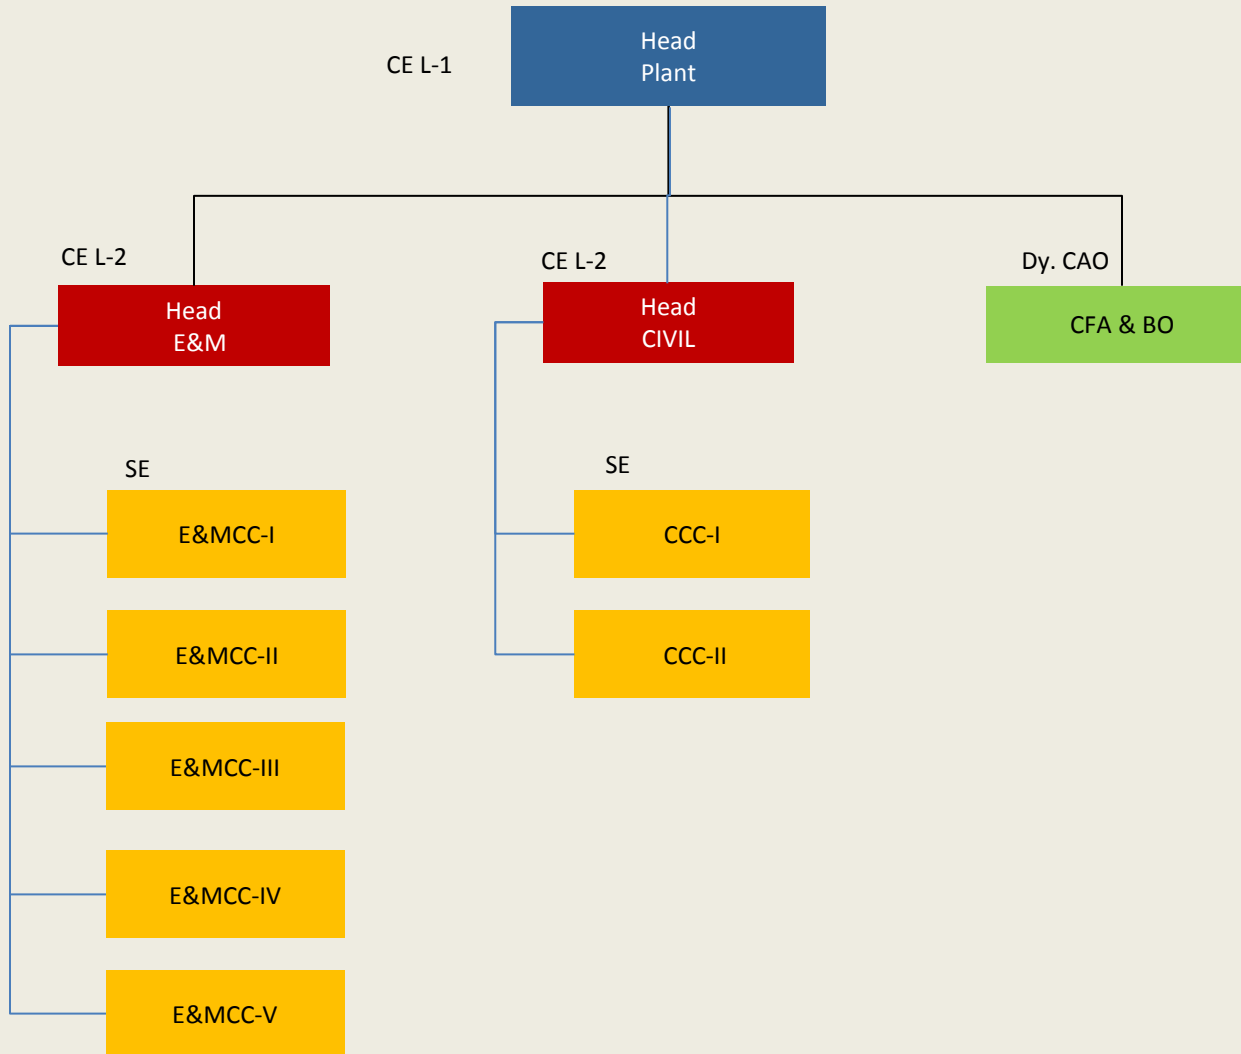 CE L-1
Head
Plant
CE L-2
Head
E&M
CE L-2
Head
CIVIL
Dy. CAO
CFA & BO
SE
E&MCC-I
E&MCC-II
E&MCC-III
E&MCC-IV
E&MCC-V
SE
CCC-I
CCC-II